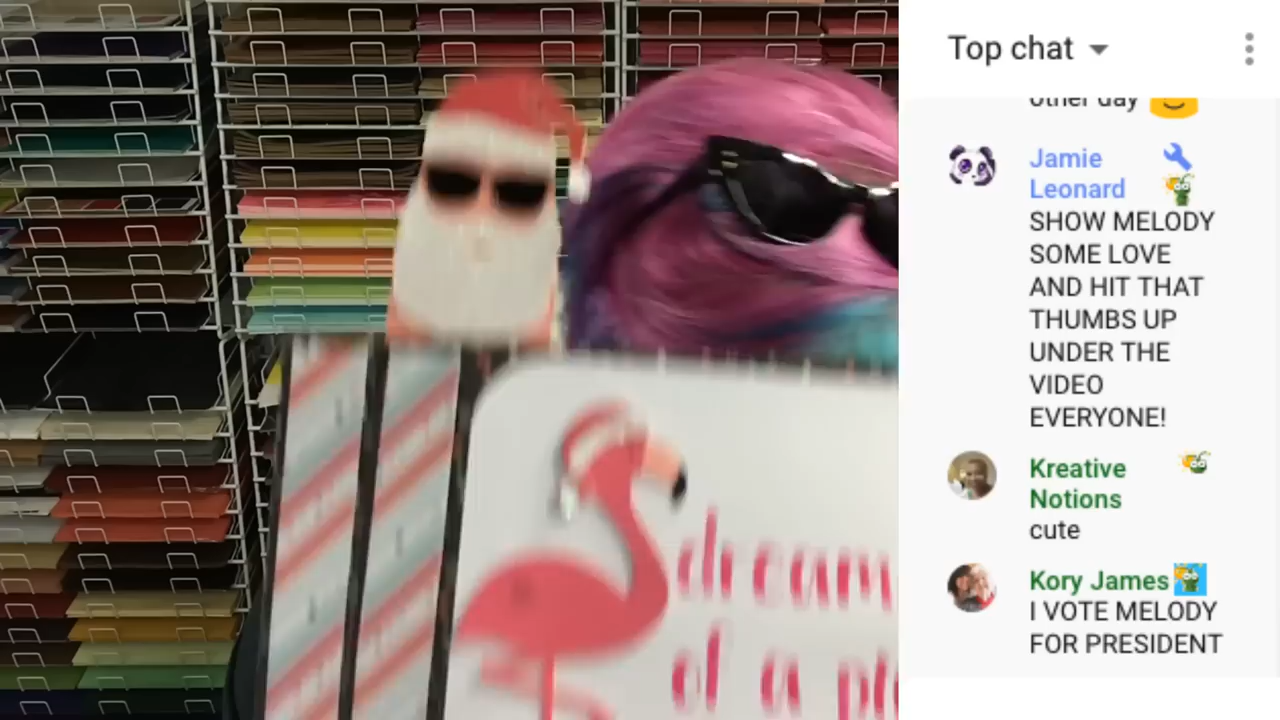 Top chat
other day
Jamie
Leonard
SHOW MELODY
SOME LOVE
AND HIT THAT
THUMBS UP
UNDER THE
VIDEO
EVERYONE!
Kreative
Notions
cute
Kory James
I VOTE MELODY
FOR PRESIDENT
of a